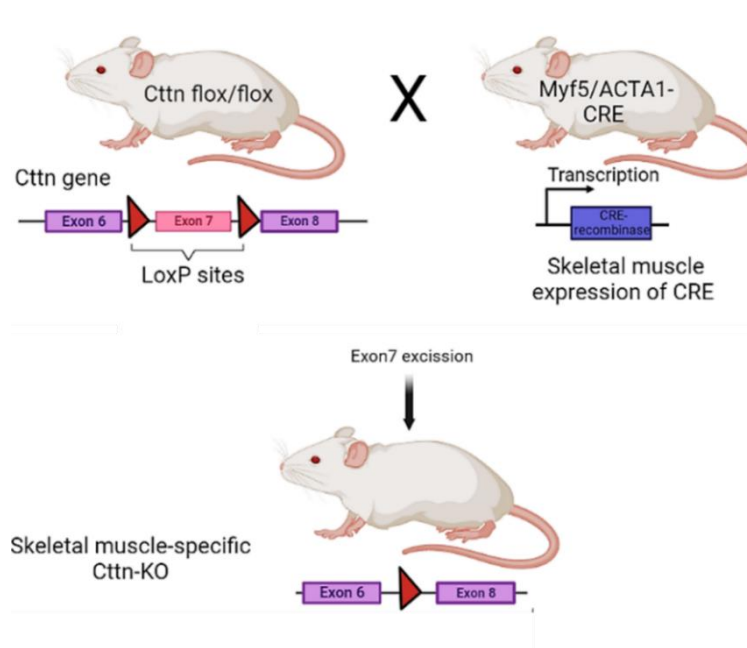 Cttn flox/flox
X
Myf5/ACTA1-
CRE
Cttn gene
Exon 6
Exon 7
Exon 8
LoxP sites
Transcription
CRE-
recombinase
Skeletal muscle
expression of CRE
Exon7 excission
Skeletal muscle-specific
Cttn-KO
Exon 6
Exon 8